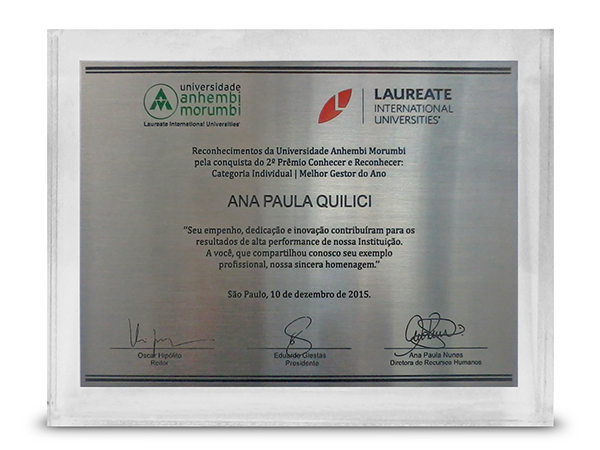 universidade
anhembi
morumbi
Laureate International Universities®
LAUREATE
INTERNATIONAL
UNIVERSITIES®
Reconhecimentos da Universidade Anhembi Morumbi
pela conquista do 2º Prêmio Conhecer e Reconhecer:
Categoria Individual | Melhor Gestor do Ano
ANA PAULA QUILICI
"Seu empenho, dedicação e inovação contribuíram para os
resultados de alta performance de nossa Instituição.
A você, que compartilhou conosco seu exemplo
profissional, nossa sincera homenagem."
São Paulo, 10 de dezembro de 2015.
Oscar Hipólito
Reitor
Eduardo Giestas
Presidente
Ana Paula Nunes
Diretora de Recursos Humanos